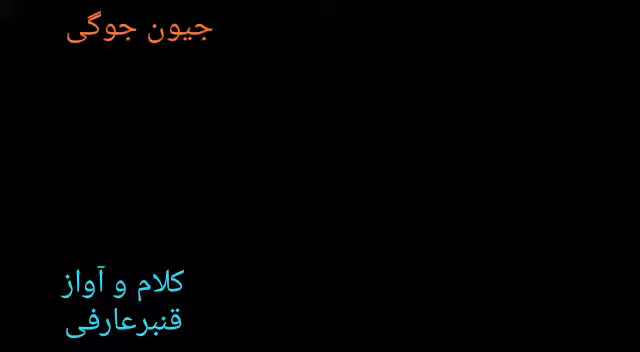 جیون جوگی
کلام و آواز
قنبرعارفی